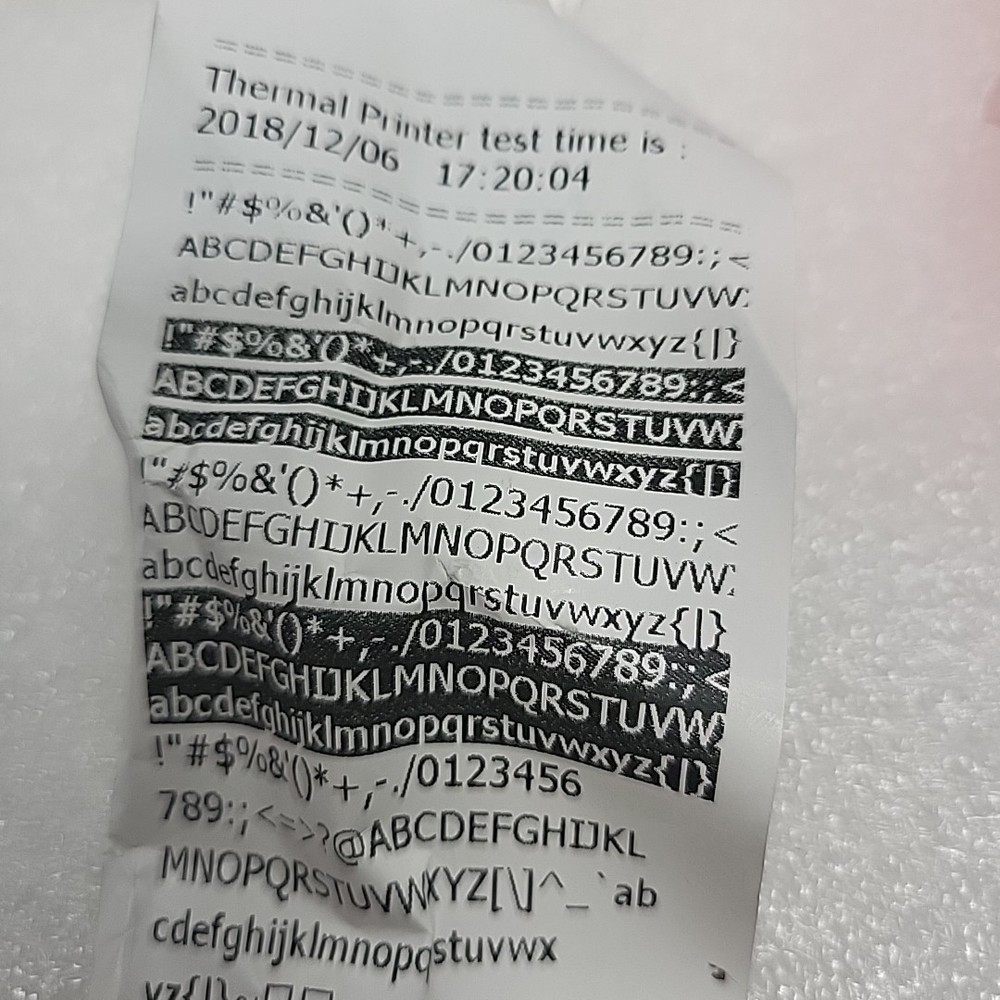 ==========================
Thermal Printer test time is :
2018/12/06 17:20:04
==========================
!"#$%&'()*+,-./0123456789:;<
ABCDEFGHIJKLMNOPQRSTUVW
abcdefghijklmnopqrstuvwxyz{|}
!"#$%&'()*+,-./0123456789:;<
ABCDEFGHIJKLMNOPQRSTUVW
abcdefghijklmnopqrstuvwxyz{|}
!"#$%&'()*+,-./0123456789:;<
ABCDEFGHIJKLMNOPQRSTUVW
abcdefghijklmnopqrstuvwxyz{|}
!"#$%&'()*+,-./0123456789:;<
ABCDEFGHIJKLMNOPQRSTUVW
abcdefghijklmnopqrstuvwxyz{|}
!"#$%&'()*+,-./0123456
789:;<=>?@ABCDEFGHIJKL
MNOPQRSTUVWXYZ[\]^_`ab
cdefghijklmnopqstuvwx
yz{|}~□□